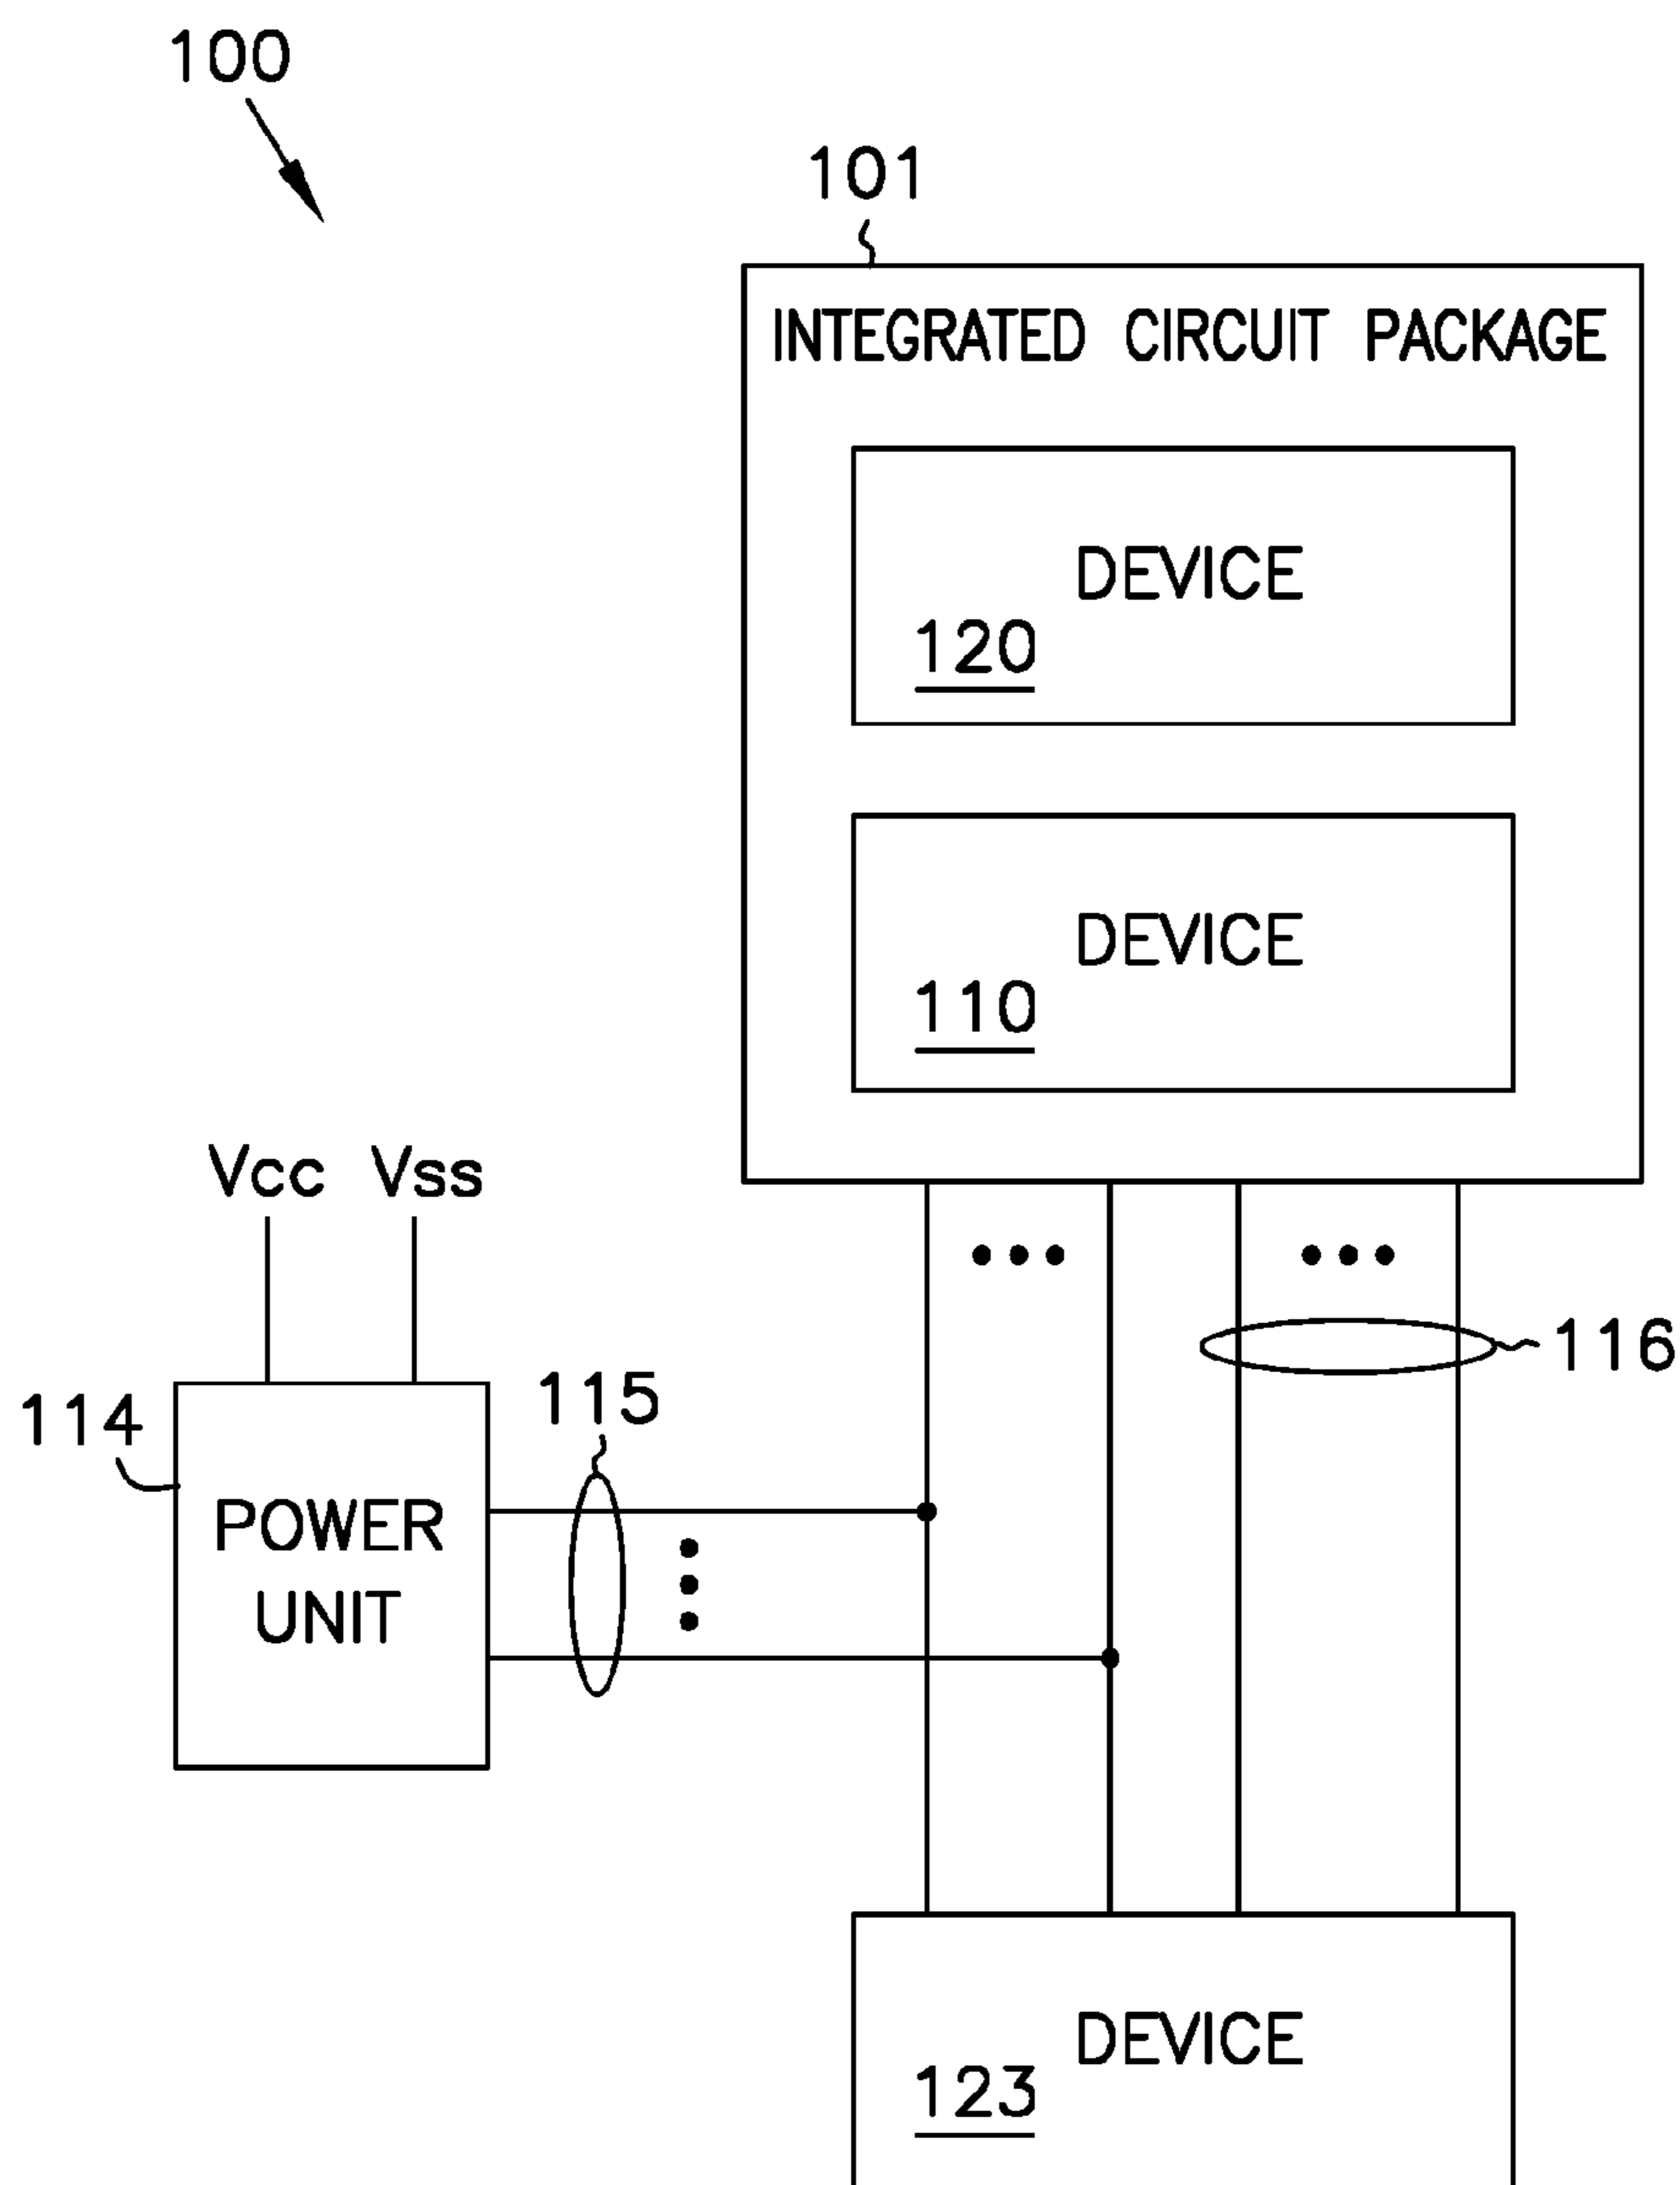 100
101
INTEGRATED CIRCUIT PACKAGE
DEVICE
120
DEVICE
110
Vcc Vss
116
114
115
POWER
UNIT
DEVICE
123